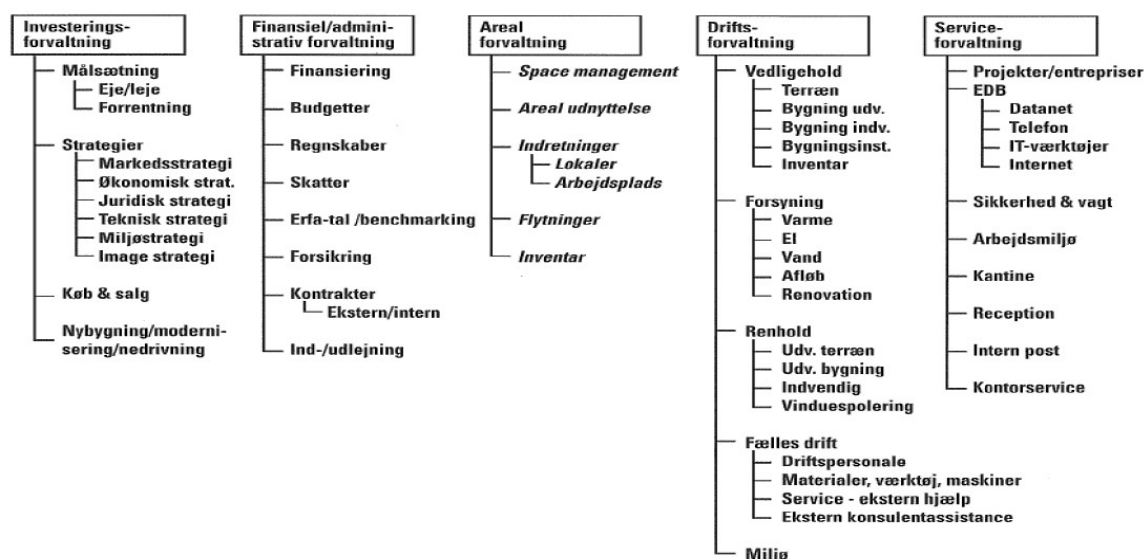 Investerings-
forvaltning
Målsætning
Eje/leje
Forrentning
Strategier
Markedsstrategi
Økonomisk strat.
Juridisk strategi
Teknisk strategi
Miljøstrategi
Image strategi
Køb & salg
Nybygning/moderni-
sering/nedrivning
Finansiel/admini-
strativ forvaltning
Finansiering
Budgetter
Regnskaber
Skatter
Erfa-tal /benchmarking
Forsikring
Kontrakter
Ekstern/intern
Ind-/udlejning
Areal
forvaltning
Space management
Areal udnyttelse
Indretninger
Lokaler
Arbejdsplads
Flytninger
Inventar
Drifts-
forvaltning
Vedligehold
Terræn
Bygning udv.
Bygning indv.
Bygningsinst.
Inventar
Forsyning
Varme
El
Vand
Afløb
Renovation
Renhold
Udv. terræn
Udv. bygning
Indvendig
Vinduespolering
Fælles drift
Driftspersonale
Materialer, værktøj, maskiner
Service - ekstern hjælp
Ekstern konsulentassistance
Miljø
Service-
forvaltning
Projekter/entrepriser
EDB
Datanet
Telefon
IT-værktøjer
Internet
Sikkerhed & vagt
Arbejdsmiljø
Kantine
Reception
Intern post
Kontorservice